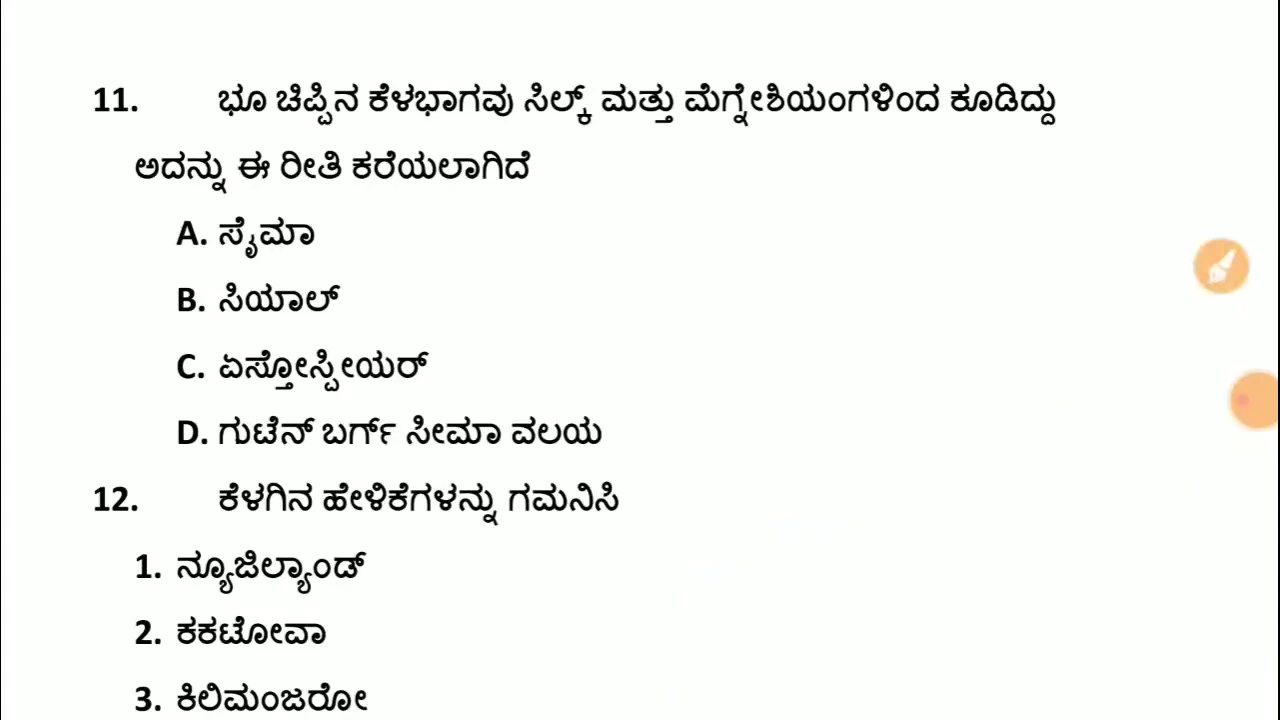 11. ಭೂ ಚಿಪ್ಪಿನ ಕೆಳಭಾಗವು ಸಿಲ್ಕ್ ಮತ್ತು ಮೆಗ್ನೇಶಿಯಂಗಳಿಂದ ಕೂಡಿದ್ದು
ಅದನ್ನು ಈ ರೀತಿ ಕರೆಯಲಾಗಿದೆ
A. ಸೈಮಾ
B. ಸಿಯಾಲ್
C. ಏಸ್ತೋಸ್ಪೀಯರ್
D. ಗುಟೆನ್ ಬರ್ಗ್ ಸೀಮಾ ವಲಯ
12. ಕೆಳಗಿನ ಹೇಳಿಕೆಗಳನ್ನು ಗಮನಿಸಿ
1. ನ್ಯೂಜಿಲ್ಯಾಂಡ್
2. ಕಕಟೋವಾ
3. ಕಿಲಿಮಂಜರೋ